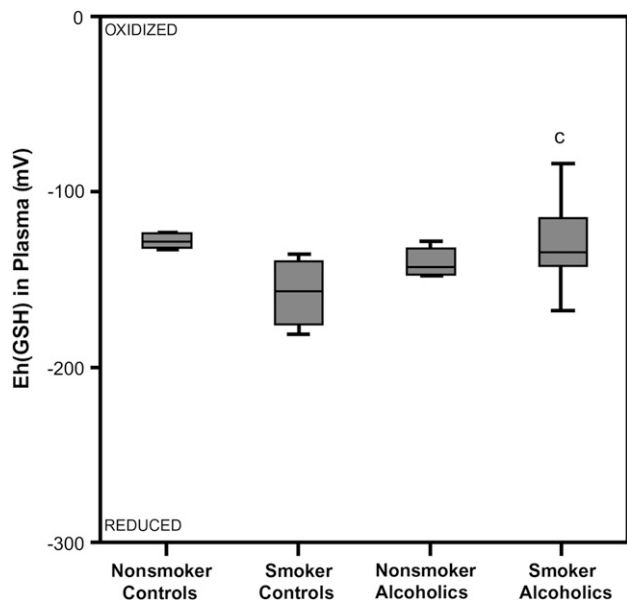 0
OXIDIZED
C
-100
Eh(GSH) in Plasma (mV)
-200
REDUCED
-300
Nonsmoker Controls
Smoker Controls
Nonsmoker Alcoholics
Smoker Alcoholics